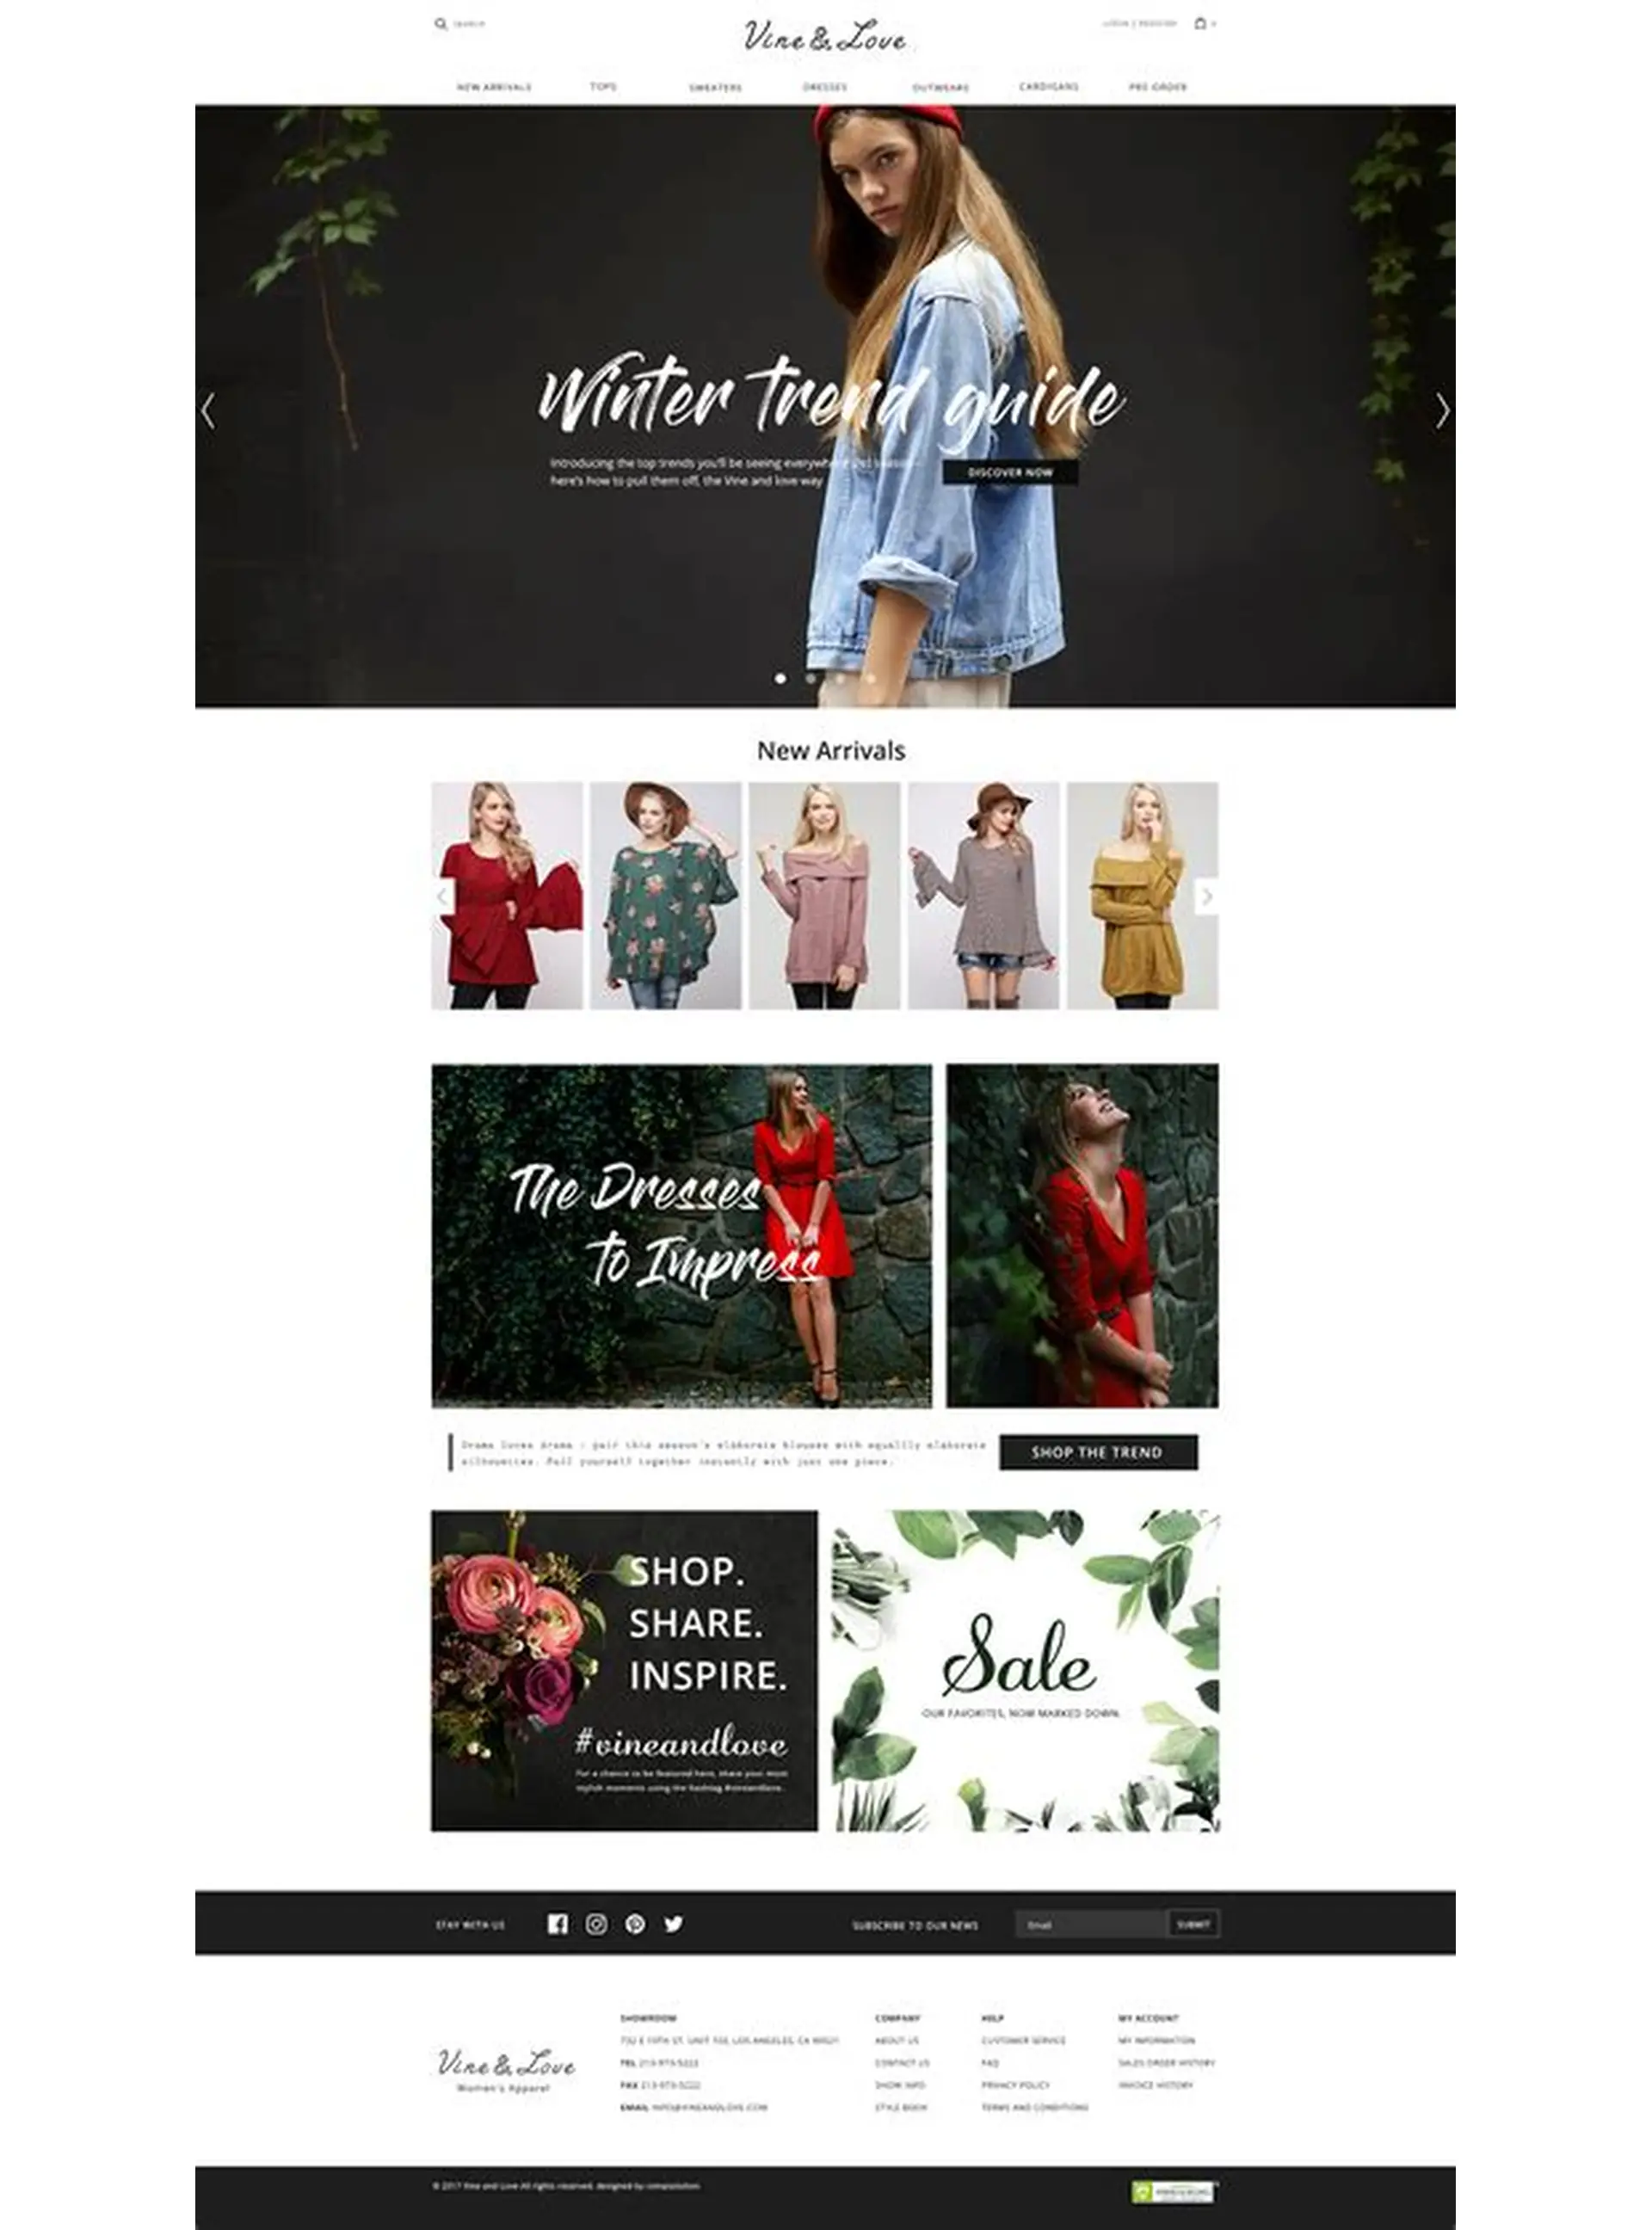 SEARCH
Vine & Love
LOGIN | REGISTER
0
NEW ARRIVALS TOPS SWEATERS DRESSES OUTWEARS CARDIGANS PRE ORDER
Winter trend guide
Introducing the top trends you'll be seeing everywhere
here's how to pull them off, the Vine and love way
DISCOVER NOW
New Arrivals
The Dresses
to Impress
Drama loves drama : pair this season's elaborate blouses with equally elaborate
silhouettes. Pull yourself together instantly with just one piece.
SHOP THE TREND
SHOP.
SHARE.
INSPIRE.
#vineandlove
For a chance to be featured here, share your most
stylish moments using the hashtag #vineandlove.
Sale
OUR FAVORITES, NOW MARKED DOWN.
STAY WITH US
SUBSCRIBE TO OUR NEWS
Email
SUBMIT
Vine & Love
Women's Apparel
SHOWROOM
LOS ANGELES, CA
TEL
FAX
EMAIL INFO@VINEANDLOVE.COM
COMPANY
ABOUT US
CONTACT US
SHOW INFO
STYLE BOOK
HELP
CUSTOMER SERVICE
FAQ
PRIVACY POLICY
TERMS AND CONDITIONS
MY ACCOUNT
MY INFORMATION
SALES ORDER HISTORY
INVOICE HISTORY
© 2017 Vine and Love All rights reserved. designed by